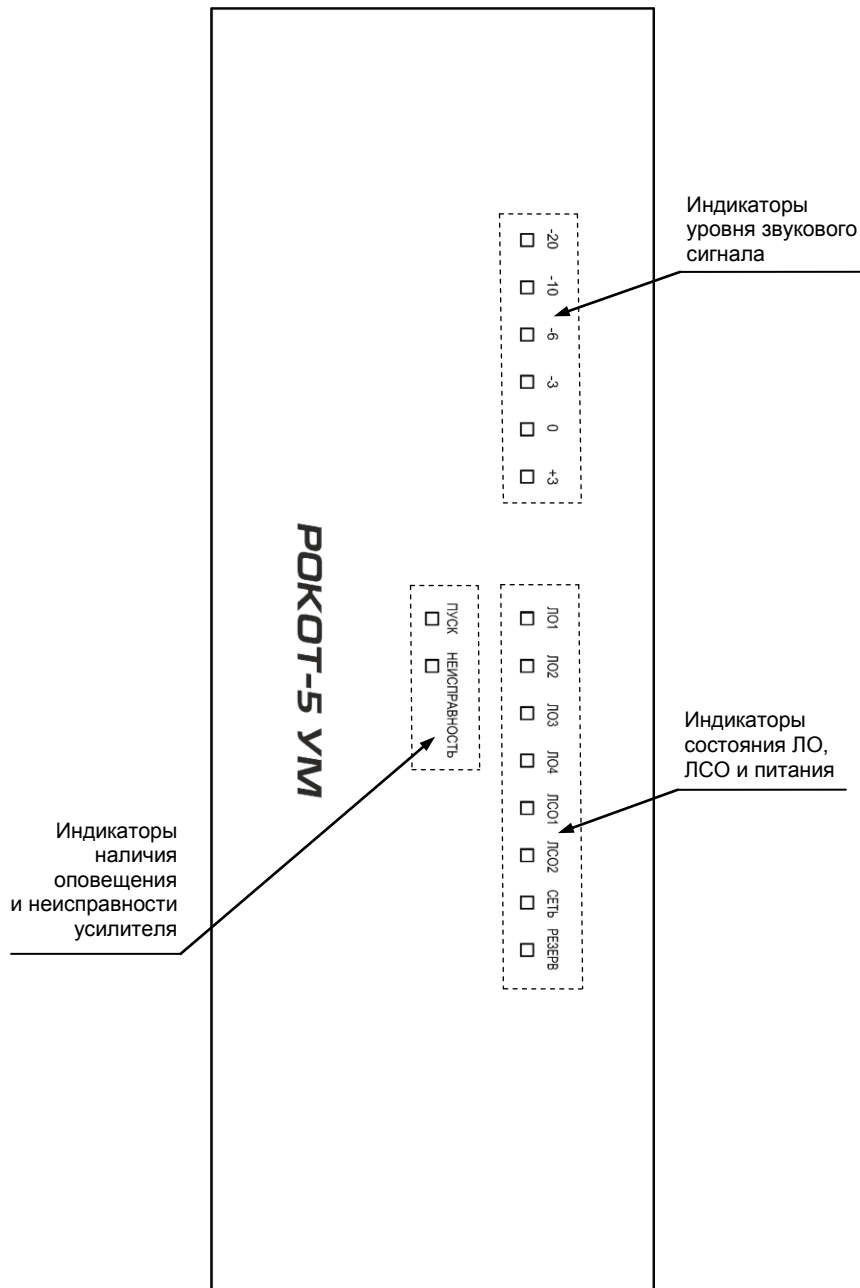 Индикаторы
уровня звукового
сигнала
-20
-10
-6
-3
0
+3
РОКОТ-5 УМ
ПУСК
НЕИСПРАВНОСТЬ
ЛО1
ЛО2
ЛО3
ЛО4
ЛСО1
ЛСО2
СЕТЬ
РЕЗЕРВ
Индикаторы
состояния ЛО,
ЛСО и питания
Индикаторы
наличия
оповещения
и неисправности
усилителя